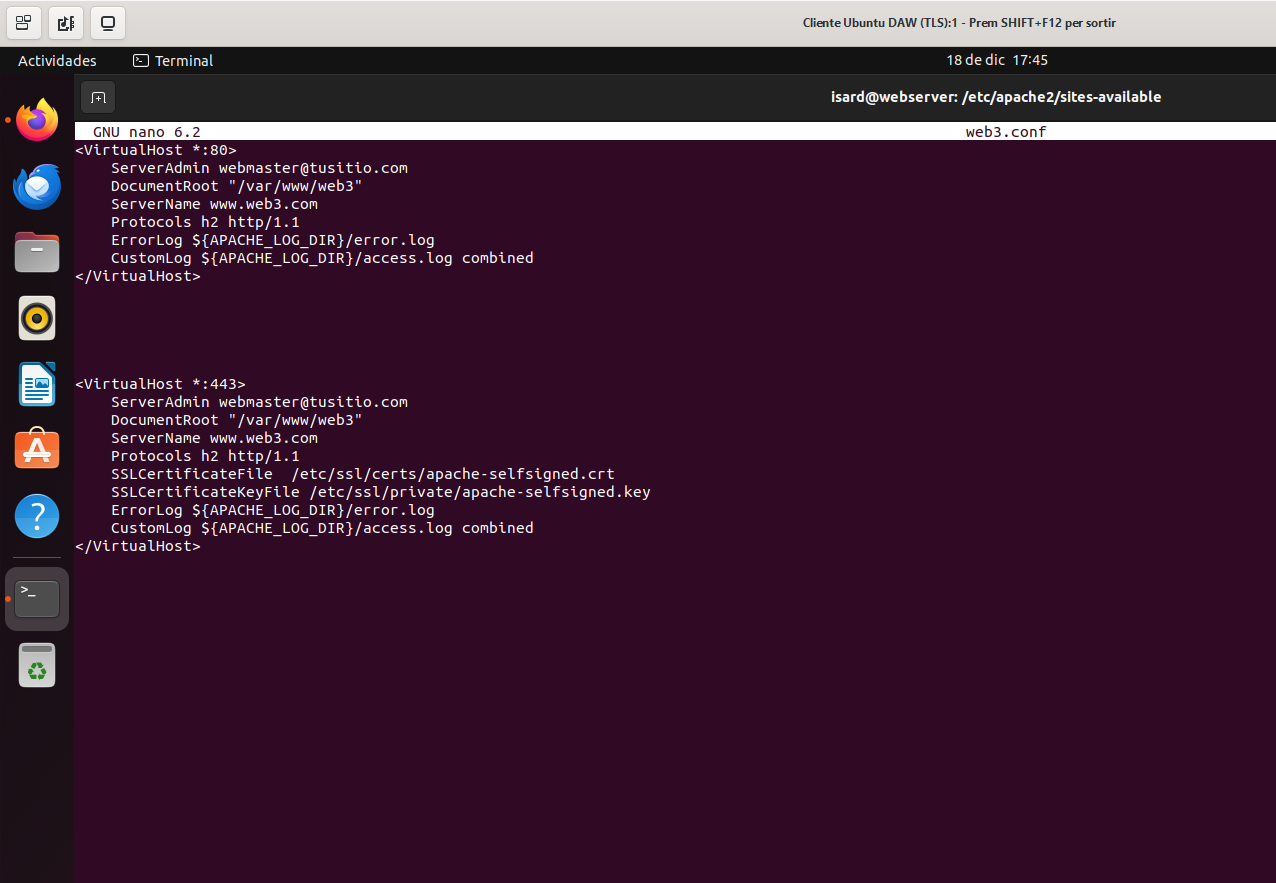 Cliente Ubuntu DAW (TLS):1 - Prem SHIFT+F12 per sortir
Actividades Terminal 18 de dic 17:45
isard@webserver: /etc/apache2/sites-available
GNU nano 6.2 web3.conf
<VirtualHost *:80>
    ServerAdmin webmaster@tusitio.com
    DocumentRoot "/var/www/web3"
    ServerName www.web3.com
    Protocols h2 http/1.1
    ErrorLog ${APACHE_LOG_DIR}/error.log
    CustomLog ${APACHE_LOG_DIR}/access.log combined
</VirtualHost>
<VirtualHost *:443>
    ServerAdmin webmaster@tusitio.com
    DocumentRoot "/var/www/web3"
    ServerName www.web3.com
    Protocols h2 http/1.1
    SSLCertificateFile  /etc/ssl/certs/apache-selfsigned.crt
    SSLCertificateKeyFile /etc/ssl/private/apache-selfsigned.key
    ErrorLog ${APACHE_LOG_DIR}/error.log
    CustomLog ${APACHE_LOG_DIR}/access.log combined
</VirtualHost>